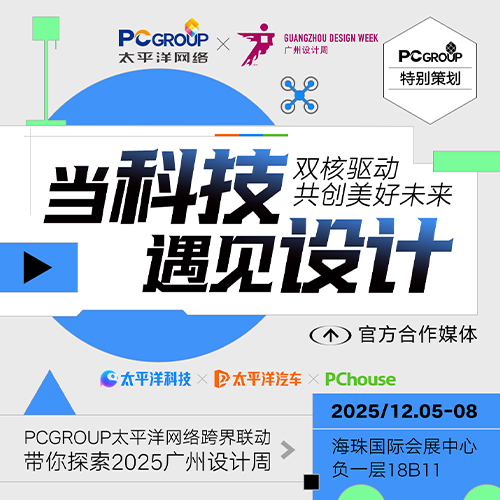 PCGROUP
太平洋网络
×
GUANGZHOU DESIGN WEEK
广州设计周
PCGROUP
特别策划
当科技
双核驱动
共创美好未来
遇见设计
官方合作媒体
太平洋科技 × 太平洋汽车 × PChouse
PCGROUP太平洋网络跨界联动
带你探索2025广州设计周
2025/12.05-08
海珠国际会展中心
负一层18B11